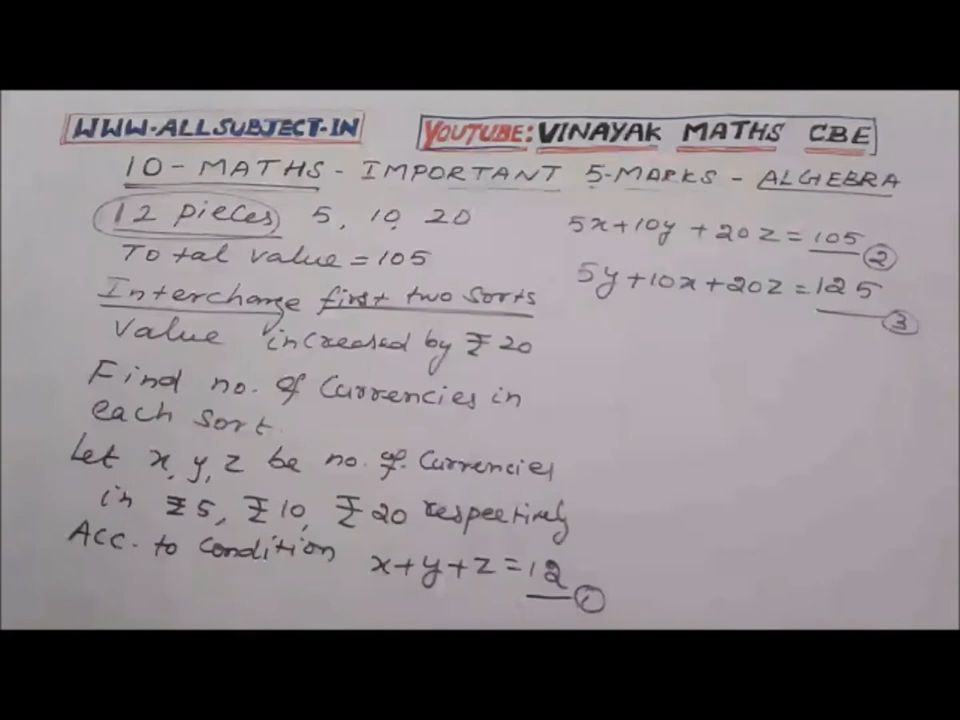 WWW-ALLSUBJECT-IN
YOUTUBE: VINAYAK MATHS CBE
10-MATHS - IMPORTANT 5-MARKS - ALGEBRA
12 pieces 5, 10, 20
Total value = 105
Interchange first two sorts
Value increased by ₹ 20
Find no. of Currencies in
each sort.
Let x, y, z be no. of Currencies
in ₹5, ₹10, ₹20 respectively
Acc. to condition x+y+z=12 ①
5x+10y+20z=105 ②
5y+10x+20z=125 ③